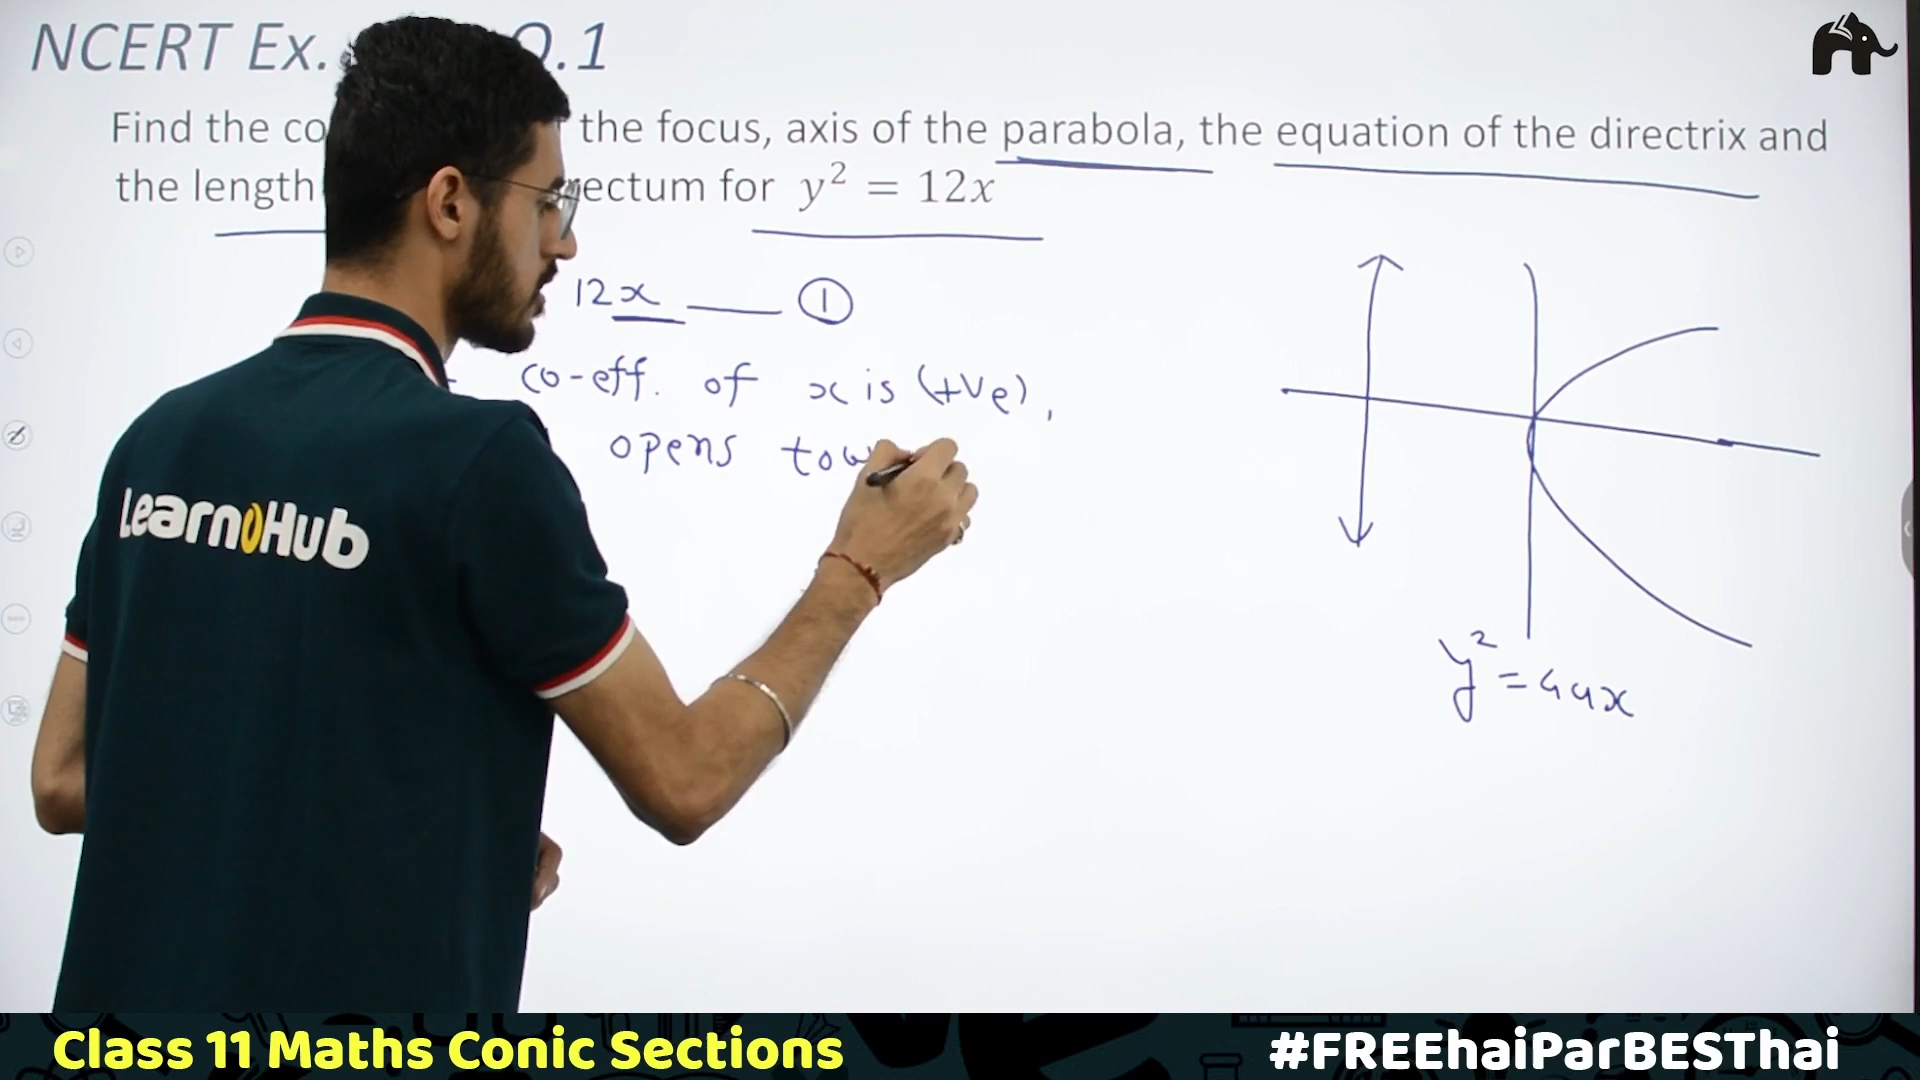 NCERT Ex. Q.1
Find the co the focus, axis of the parabola, the equation of the directrix and
the length rectum for y² = 12x
12x ——— ①
co-eff. of x is (+ve),
opens tow
y² = 4ax
LearnoHub
Class 11 Maths Conic Sections
#FREEhaiParBESThai